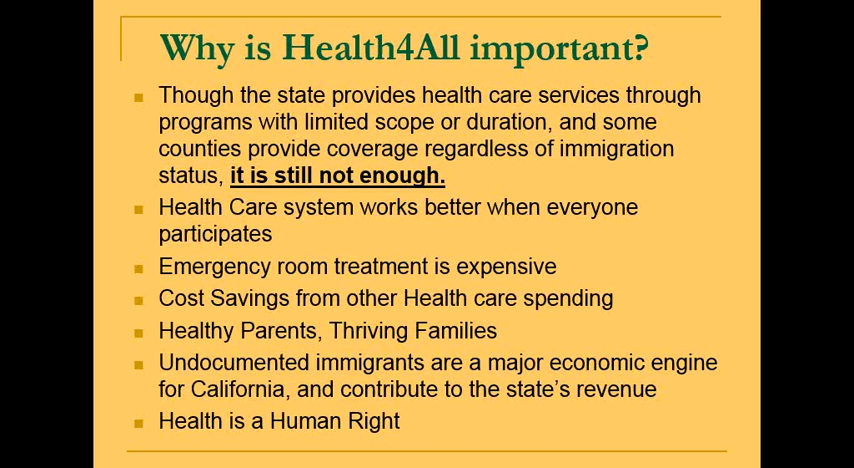 Why is Health4All important?
Though the state provides health care services through
programs with limited scope or duration, and some
counties provide coverage regardless of immigration
status, it is still not enough.
Health Care system works better when everyone
participates
Emergency room treatment is expensive
Cost Savings from other Health care spending
Healthy Parents, Thriving Families
Undocumented immigrants are a major economic engine
for California, and contribute to the state’s revenue
Health is a Human Right